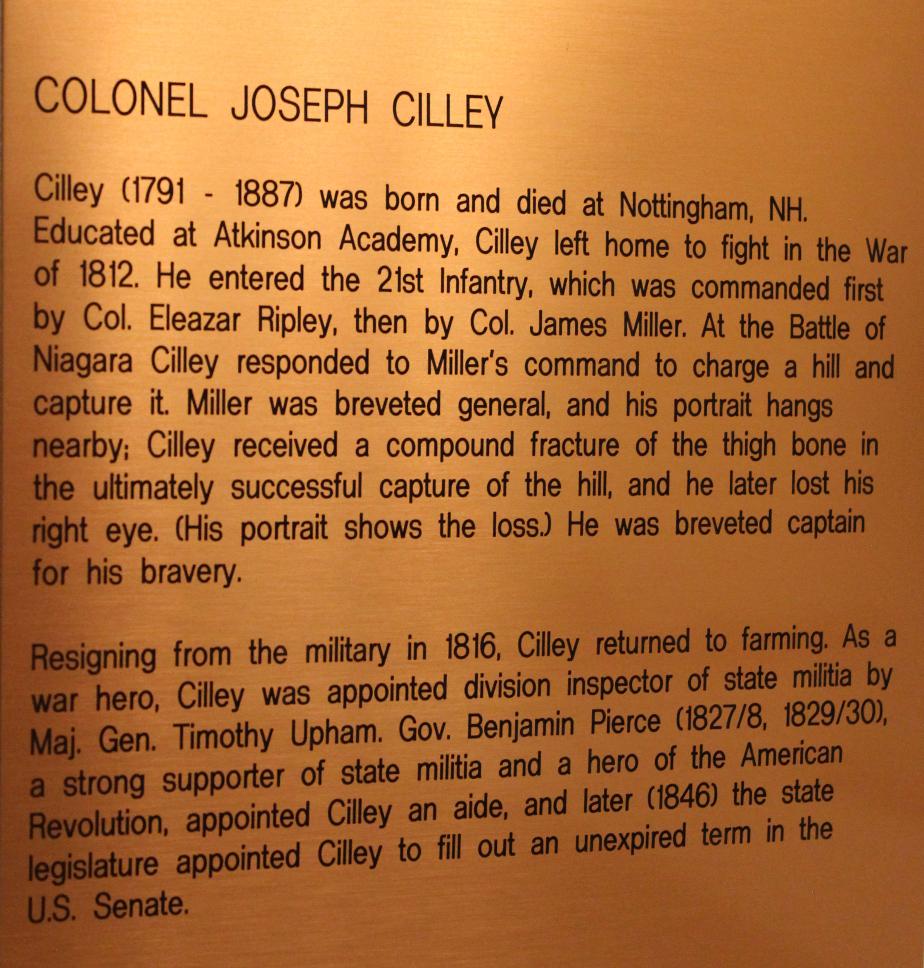 COLONEL JOSEPH CILLEY
Cilley (1791 - 1887) was born and died at Nottingham, NH.
Educated at Atkinson Academy, Cilley left home to fight in the War
of 1812. He entered the 21st Infantry, which was commanded first
by Col. Eleazar Ripley, then by Col. James Miller. At the Battle of
Niagara Cilley responded to Miller's command to charge a hill and
capture it. Miller was breveted general, and his portrait hangs
nearby; Cilley received a compound fracture of the thigh bone in
the ultimately successful capture of the hill, and he later lost his
right eye. (His portrait shows the loss.) He was breveted captain
for his bravery.
Resigning from the military in 1816, Cilley returned to farming. As a
war hero, Cilley was appointed division inspector of state militia by
Maj. Gen. Timothy Upham. Gov. Benjamin Pierce (1827/8, 1829/30),
a strong supporter of state militia and a hero of the American
Revolution, appointed Cilley an aide, and later (1846) the state
legislature appointed Cilley to fill out an unexpired term in the
U.S. Senate.